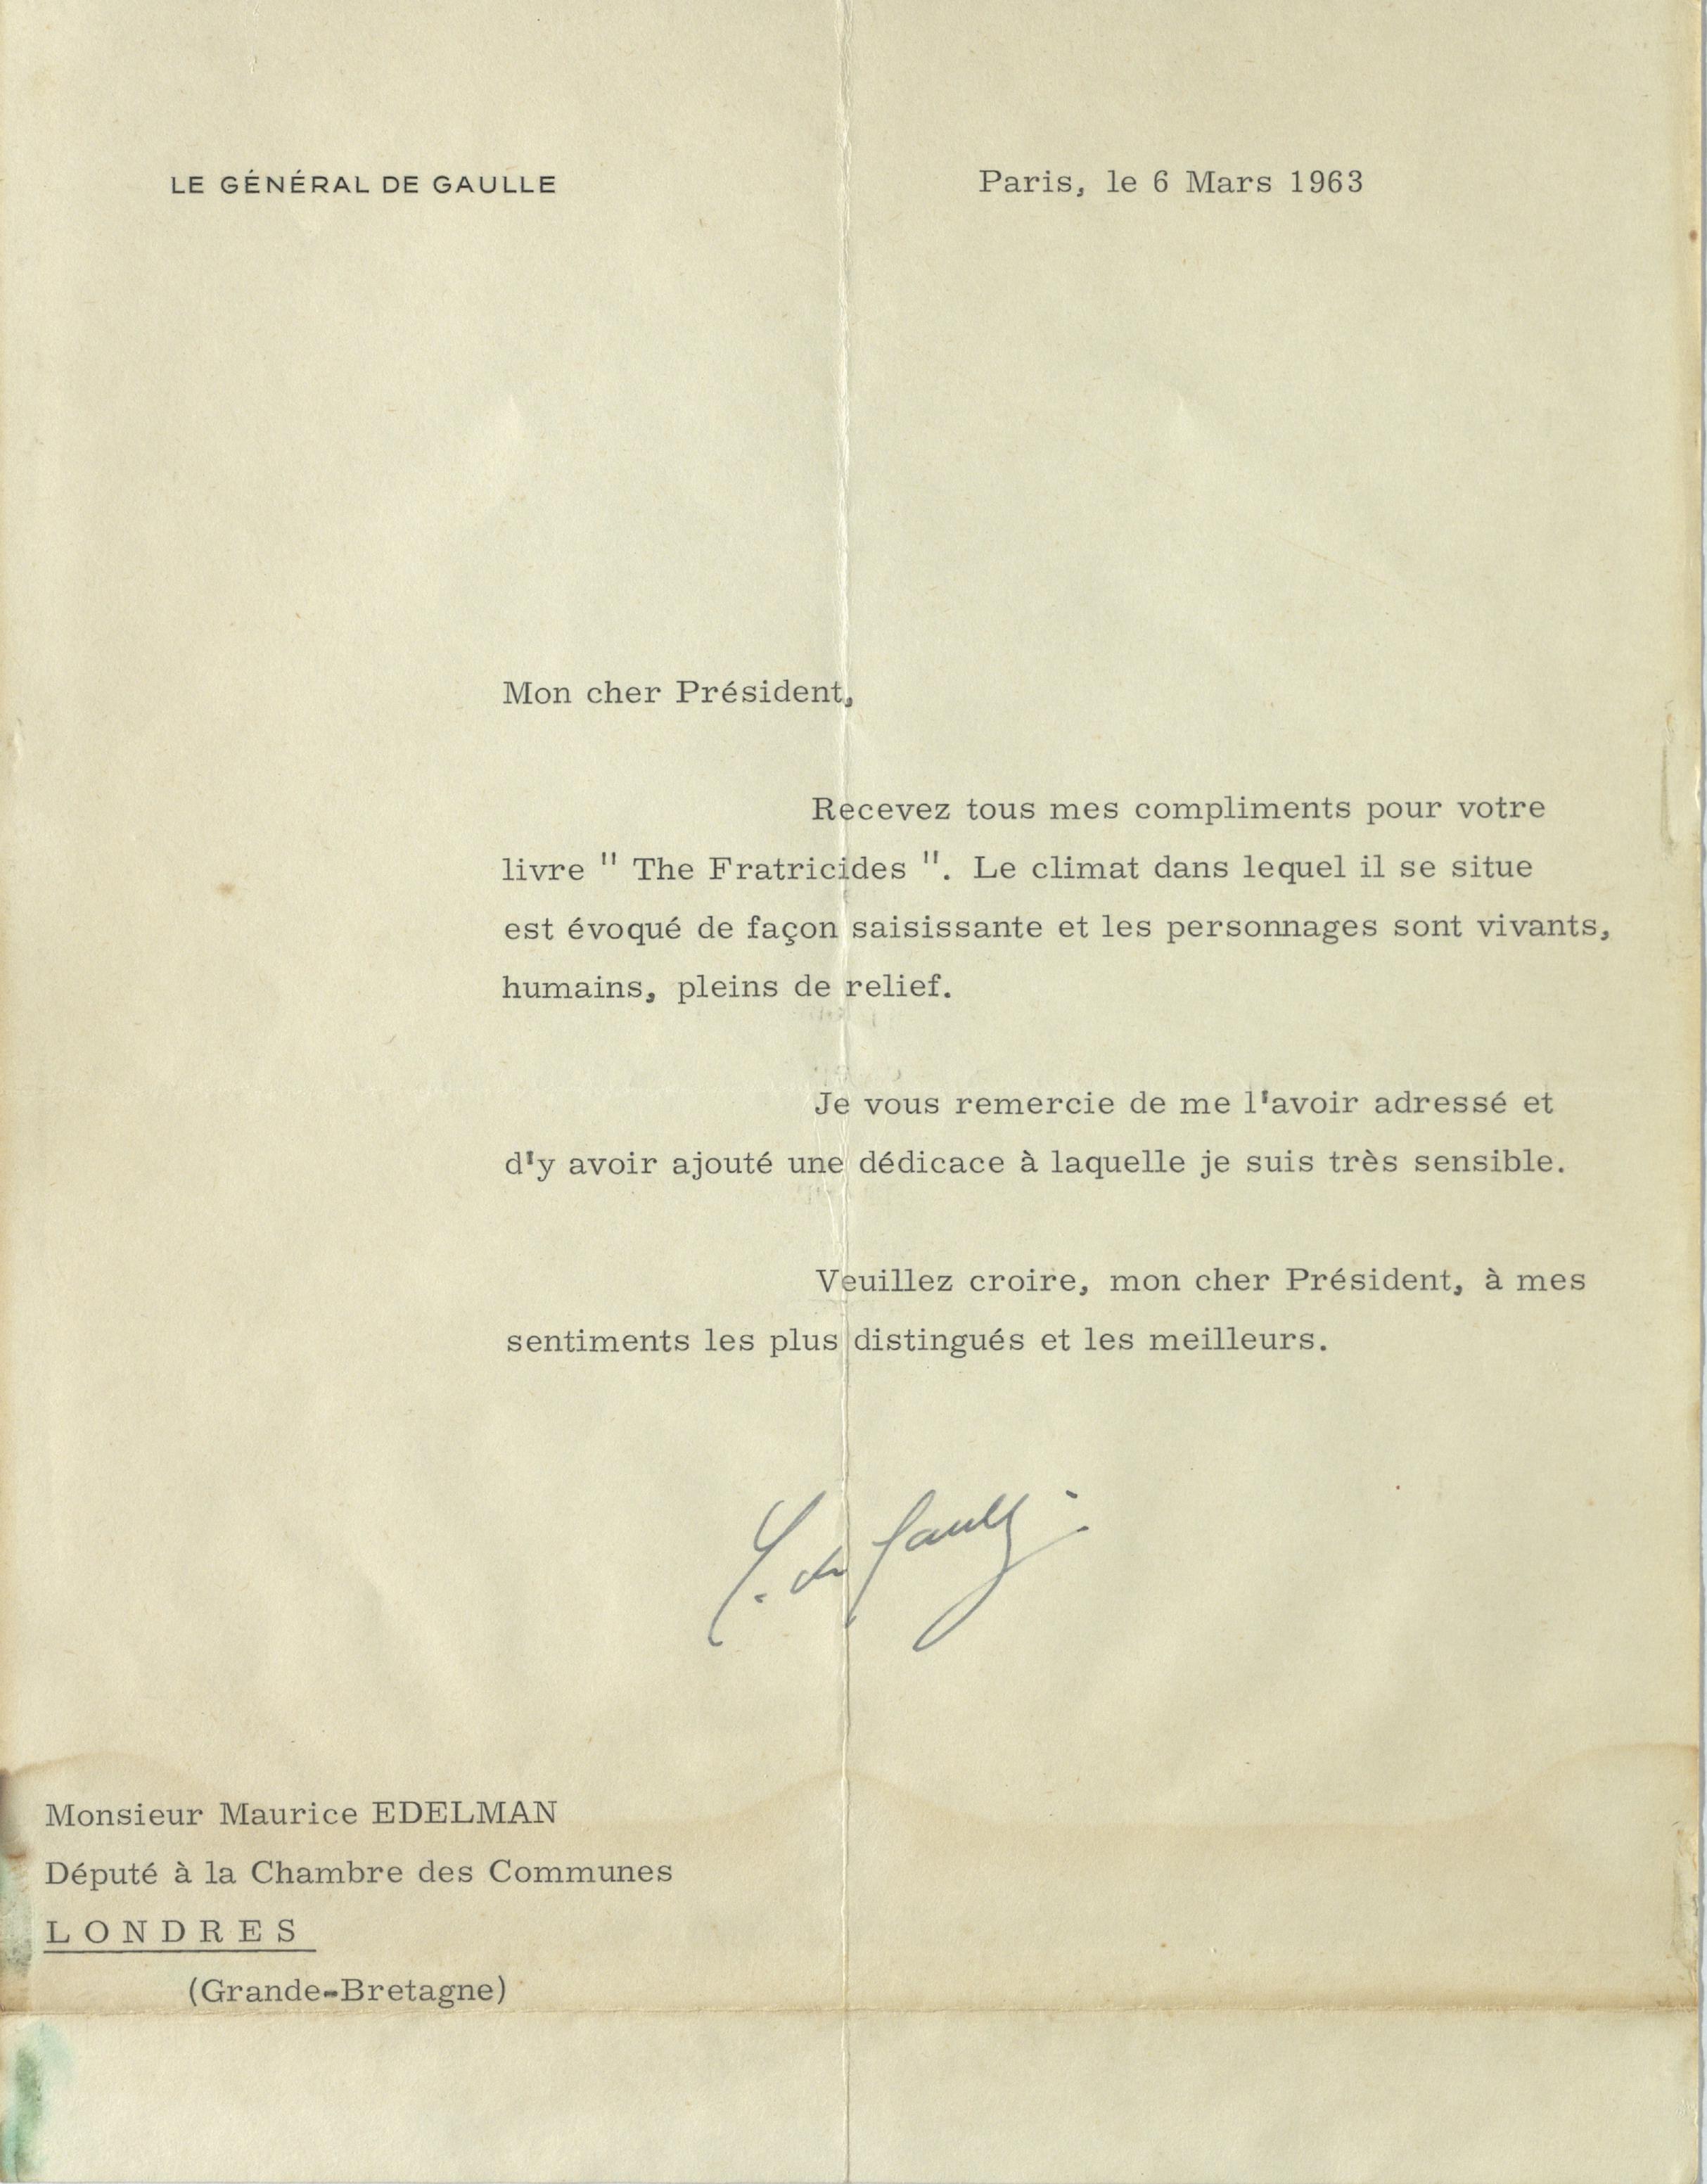 LE GÉNÉRAL DE GAULLE
Paris, le 6 Mars 1963
Mon cher Président,
Recevez tous mes compliments pour votre
livre " The Fratricides ". Le climat dans lequel il se situe
est évoqué de façon saisissante et les personnages sont vivants,
humains, pleins de relief.
Je vous remercie de me l'avoir adressé et
d'y avoir ajouté une dédicace à laquelle je suis très sensible.
Veuillez croire, mon cher Président, à mes
sentiments les plus distingués et les meilleurs.
C. de Gaulle
Monsieur Maurice EDELMAN
Député à la Chambre des Communes
LONDRES
(Grande-Bretagne)